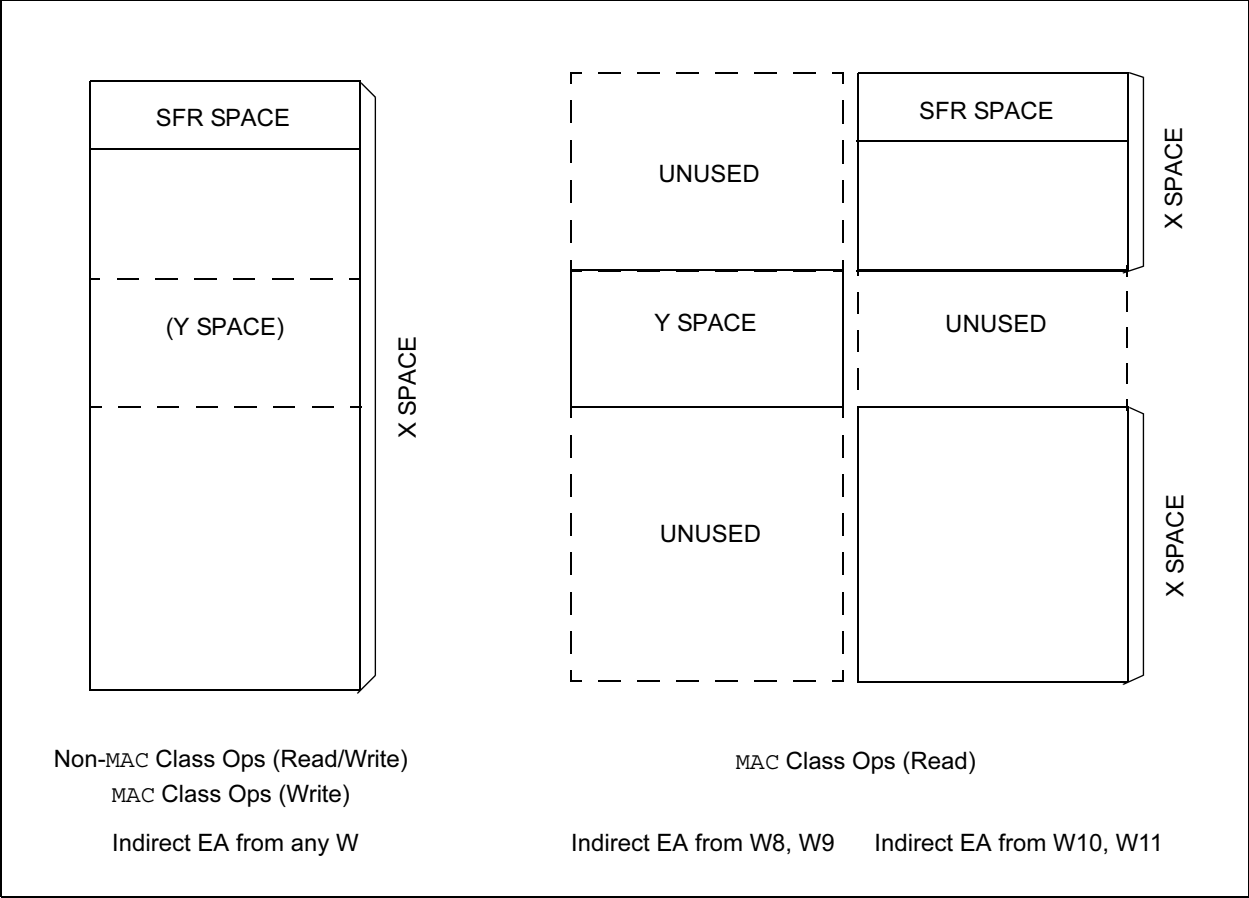 SFR SPACE
(Y SPACE)
X SPACE
UNUSED
Y SPACE
UNUSED
SFR SPACE
X SPACE
UNUSED
X SPACE
Non-MAC Class Ops (Read/Write)
MAC Class Ops (Write)
Indirect EA from any W
MAC Class Ops (Read)
Indirect EA from W8, W9
Indirect EA from W10, W11